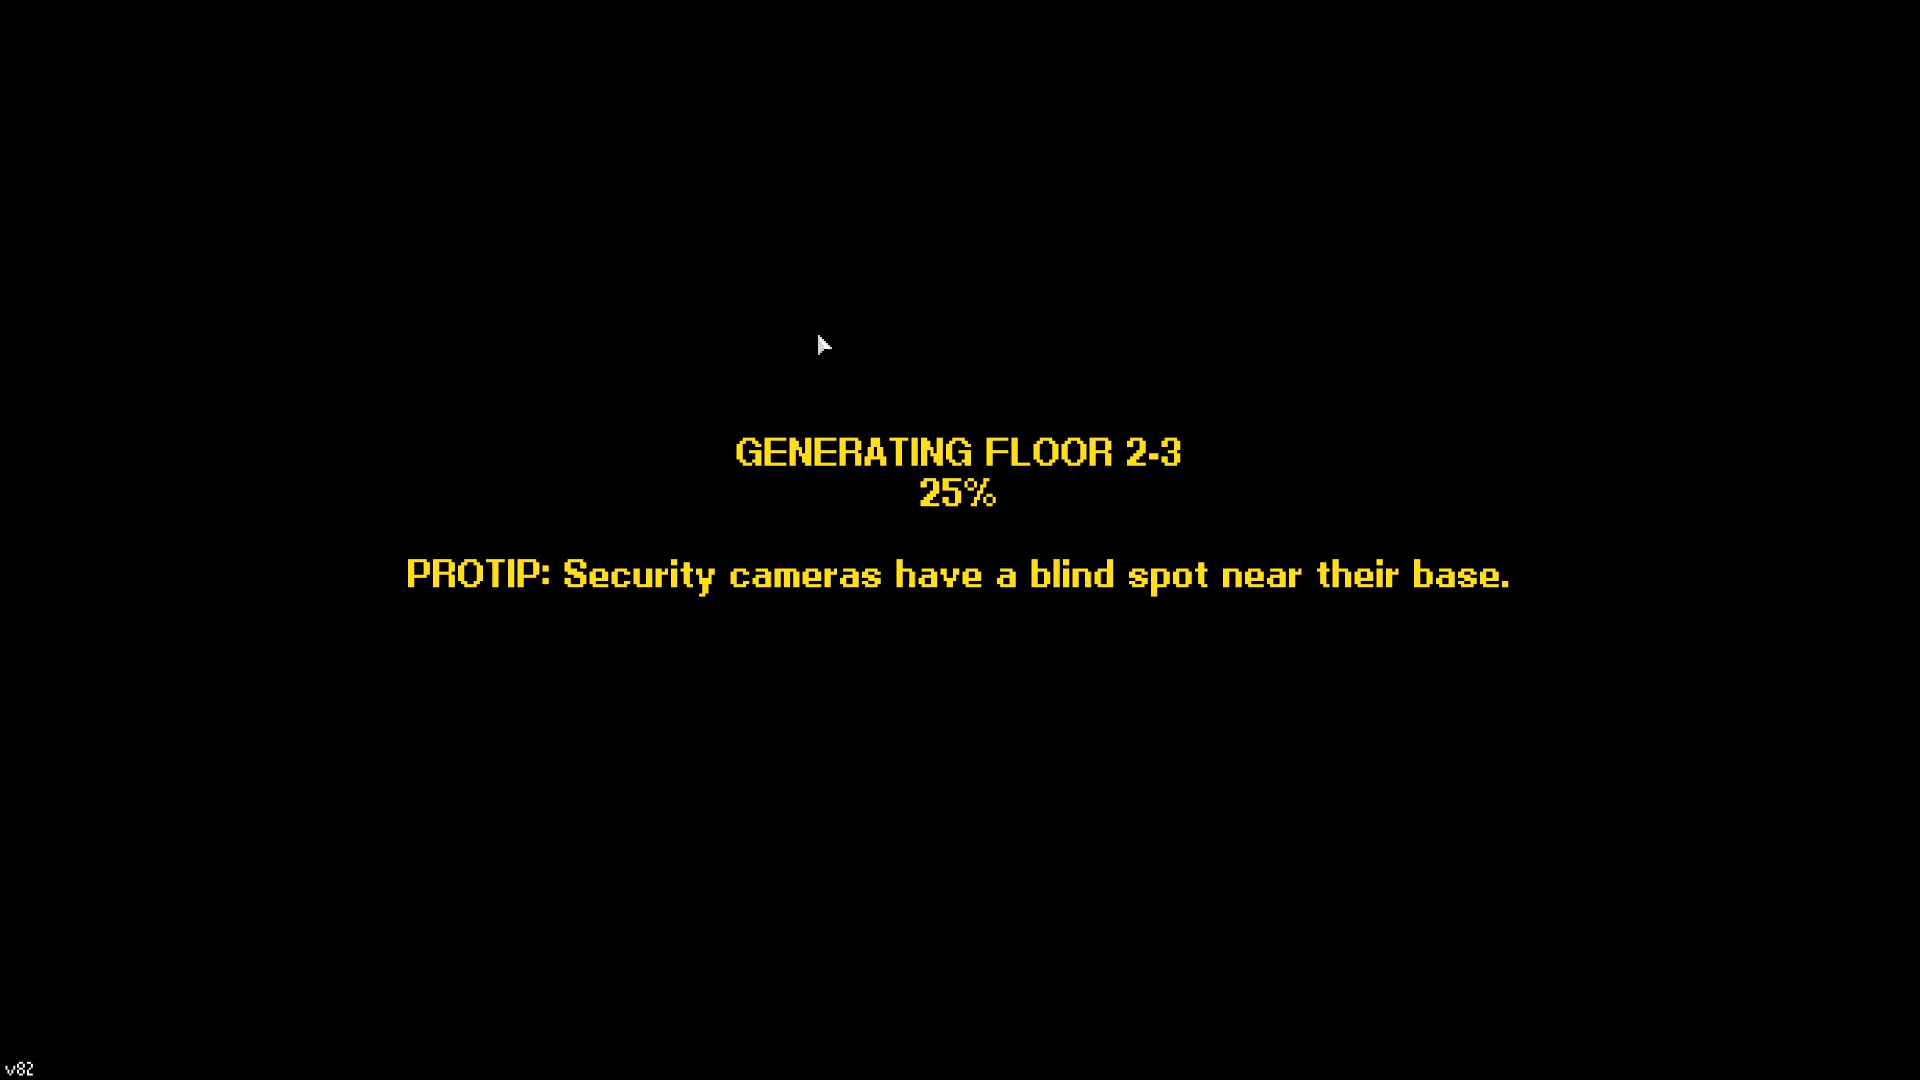 GENERATING FLOOR 2-3
25%
PROTIP: Security cameras have a blind spot near their base.
v82